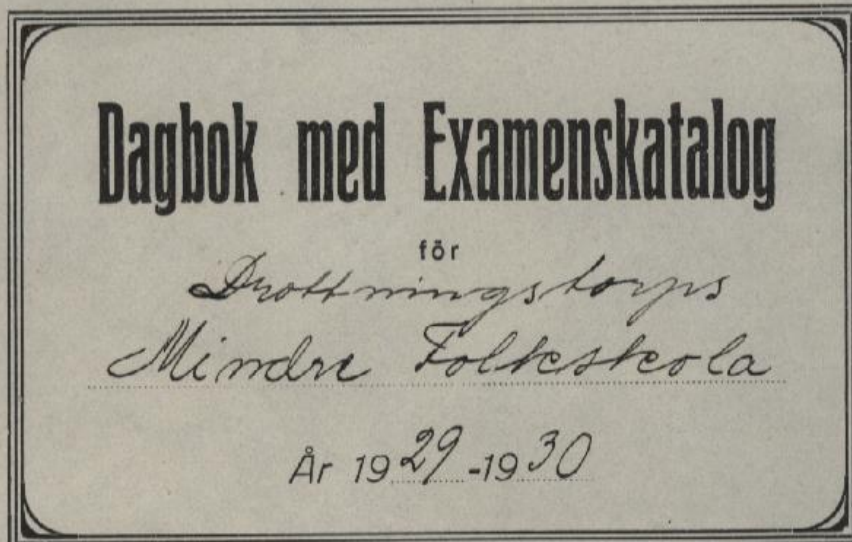 Dagbok med Examenskatalog
för
Drottningstorps
Mindre Folkskola
År 1929-1930